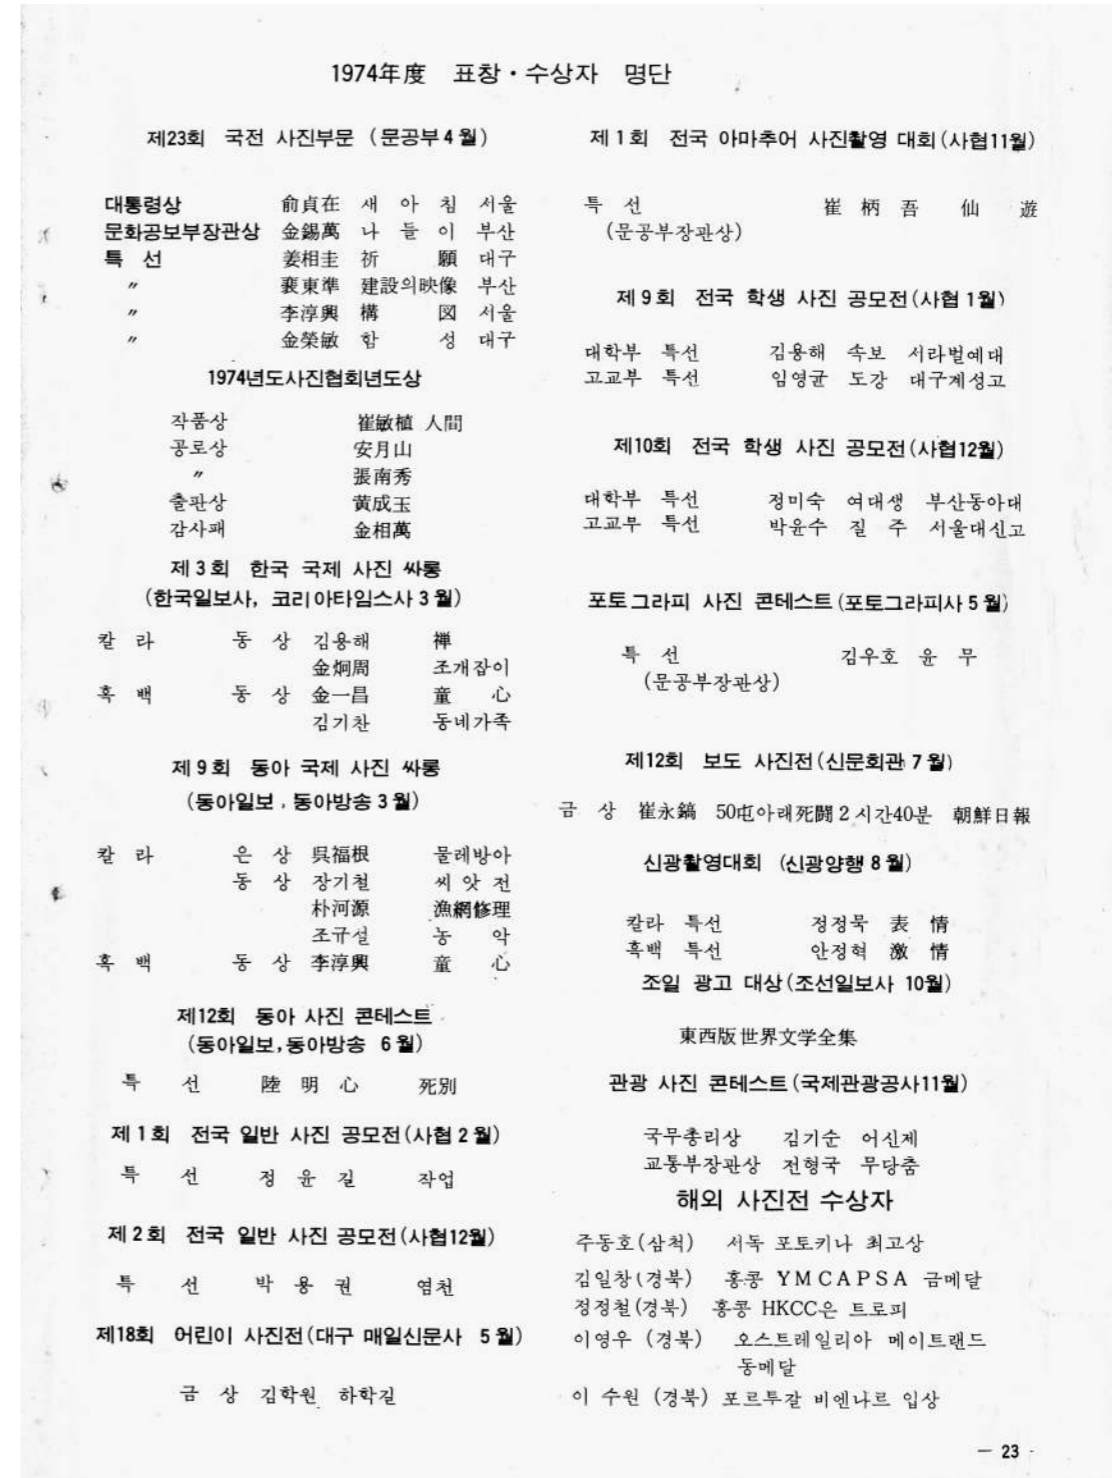 1974年度 표창・수상자 명단
제23회 국전 사진부문 (문공부 4 월)
대통령상 俞貞在 새 아 침 서울
문화공보부장관상 金錫萬 나 들 이 부산
특 선 姜相圭 祈 願 대구
〃 裵東準 建設의映像 부산
〃 李淳興 構 図 서울
〃 金榮敏 함 성 대구
1974년도사진협회년도상
작품상 崔敏植 人間
공로상 安月山
〃 張南秀
출판상 黄成玉
감사패 金相萬
제 3 회 한국 국제 사진 싸롱
(한국일보사, 코리아타임스사 3 월)
칼 라 동 상 김용해 禅
金炯周 조개잡이
흑 백 동 상 金一昌 童 心
김기찬 동네가족
제 9 회 동아 국제 사진 싸롱
(동아일보, 동아방송 3 월)
칼 라 은 상 呉福根 물레방아
동 상 장기철 씨 앗 전
朴河源 漁網修理
조규설 농 악
흑 백 동 상 李淳興 童 心
제12회 동아 사진 콘테스트
(동아일보,동아방송 6 월)
특 선 陸 明 心 死別
제 1 회 전국 일반 사진 공모전(사협 2 월)
특 선 정 윤 길 작업
제 2 회 전국 일반 사진 공모전(사협12월)
특 선 박 용 권 염천
제18회 어린이 사진전(대구 매일신문사 5 월)
금 상 김학원 하학길
제 1 회 전국 아마추어 사진촬영 대회(사협11월)
특 선 崔 柄 吾 仙 遊
(문공부장관상)
제 9 회 전국 학생 사진 공모전(사협 1월)
대학부 특선 김용해 속보 서라벌예대
고교부 특선 임영균 도강 대구계성고
제10회 전국 학생 사진 공모전(사협12월)
대학부 특선 정미숙 여대생 부산동아대
고교부 특선 박윤수 질 주 서울대신고
포토그라피 사진 콘테스트(포토그라피사 5 월)
특 선 김우호 윤 무
(문공부장관상)
제12회 보도 사진전(신문회관 7 월)
금 상 崔永鎬 50屯아래死闘 2 시간40분 朝鮮日報
신광촬영대회 (신광양행 8 월)
칼라 특선 정정묵 表 情
흑백 특선 안정혁 激 情
조일 광고 대상(조선일보사 10월)
東西版世界文学全集
관광 사진 콘테스트(국제관광공사11월)
국무총리상 김기순 어신제
교통부장관상 전형국 무당춤
해외 사진전 수상자
주동호(삼척) 서독 포토키나 최고상
김일창(경북) 홍콩 YMCAPSA 금메달
정정철(경북) 홍콩 HKCC은 트로피
이영우 (경북) 오스트레일리아 메이트랜드
동메달
이 수원 (경북) 포르투갈 비엔나르 입상
— 23